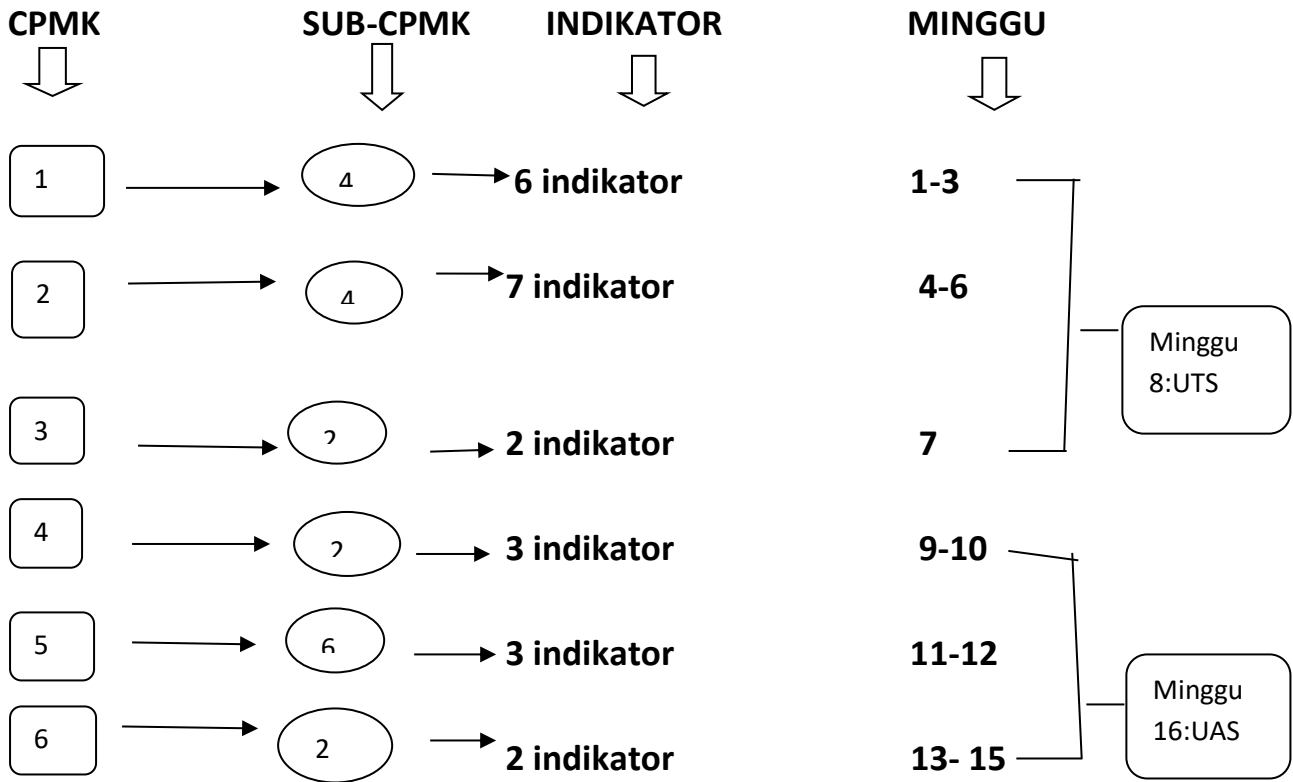 CPMK SUB-CPMK INDIKATOR MINGGU
1 4 6 indikator 1-3
2 4 7 indikator 4-6
Minggu
8:UTS
3 2 2 indikator 7
4 2 3 indikator 9-10
5 6 3 indikator 11-12
Minggu
16:UAS
6 2 2 indikator 13- 15